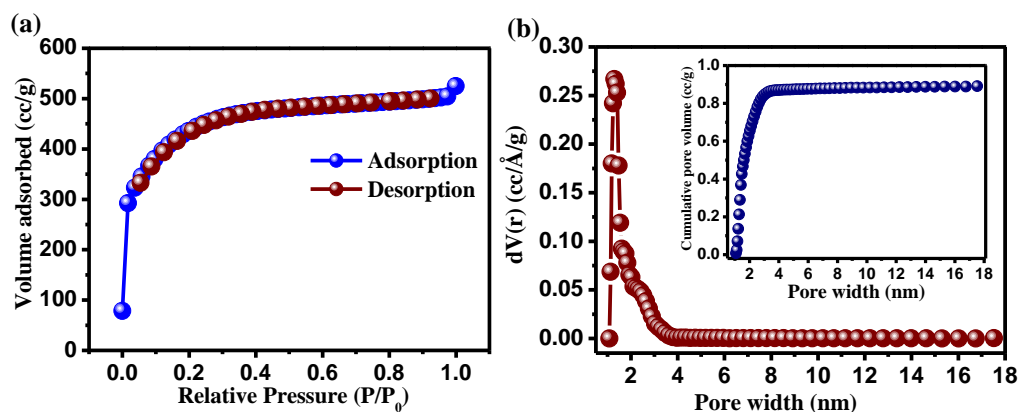 (a)
600
500
400
300
200
100
0
Volume adsorbed (cc/g)
Adsorption
Desorption
0.0 0.2 0.4 0.6 0.8 1.0
Relative Pressure (P/P0)
(b)
0.30
0.25
0.20
0.15
0.10
0.05
0.00
dV(r) (cc/Å/g)
1.0
0.8
0.6
0.4
0.2
0.0
Cumulative pore volume (cc/g)
2 4 6 8 10 12 14 16 18
Pore width (nm)
2 4 6 8 10 12 14 16 18
Pore width (nm)